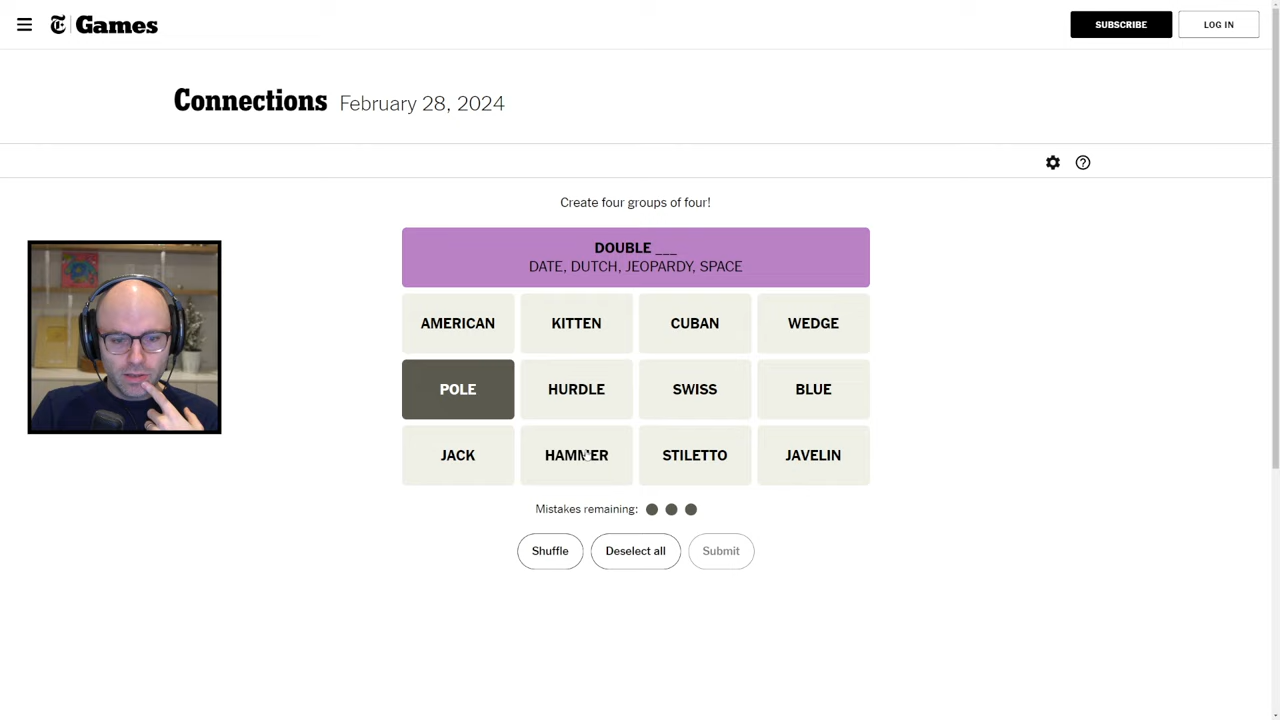 Games
SUBSCRIBE
LOG IN
Connections February 28, 2024
Create four groups of four!
DOUBLE ___
DATE, DUTCH, JEOPARDY, SPACE
AMERICAN KITTEN CUBAN WEDGE
POLE HURDLE SWISS BLUE
JACK HAMMER STILETTO JAVELIN
Mistakes remaining:
Shuffle Deselect all Submit